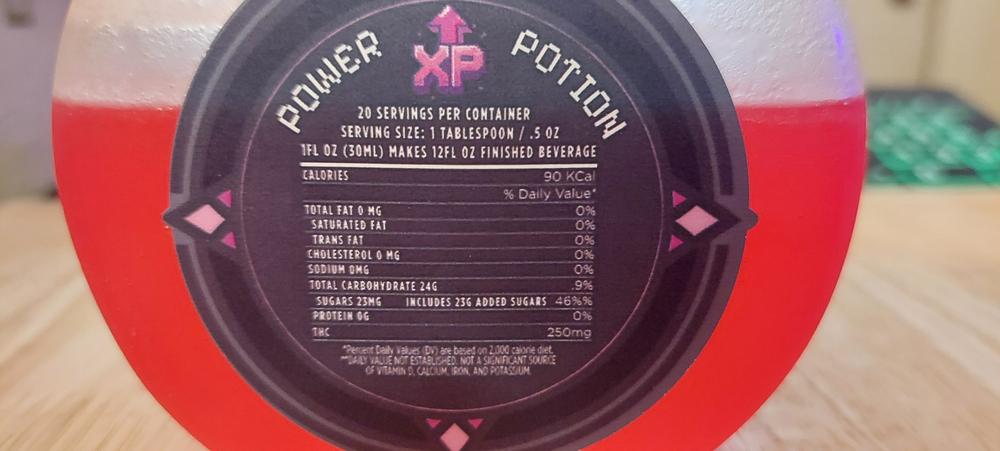 POWER XP POTION
20 SERVINGS PER CONTAINER
SERVING SIZE: 1 TABLESPOON / .5 OZ
1FL OZ (30ML) MAKES 12FL OZ FINISHED BEVERAGE
CALORIES 90 KCal
% Daily Value*
TOTAL FAT 0 MG 0%
SATURATED FAT 0%
TRANS FAT 0%
CHOLESTEROL 0 MG 0%
SODIUM 0MG 0%
TOTAL CARBOHYDRATE 24G .9%
SUGARS 23MG INCLUDES 23G ADDED SUGARS 46%%
PROTEIN 0G 0%
THC 250mg
*Percent Daily Values (DV) are based on 2,000 calorie diet.
**DAILY VALUE NOT ESTABLISHED. NOT A SIGNIFICANT SOURCE
OF VITAMIN D, CALCIUM, IRON, AND POTASSIUM.